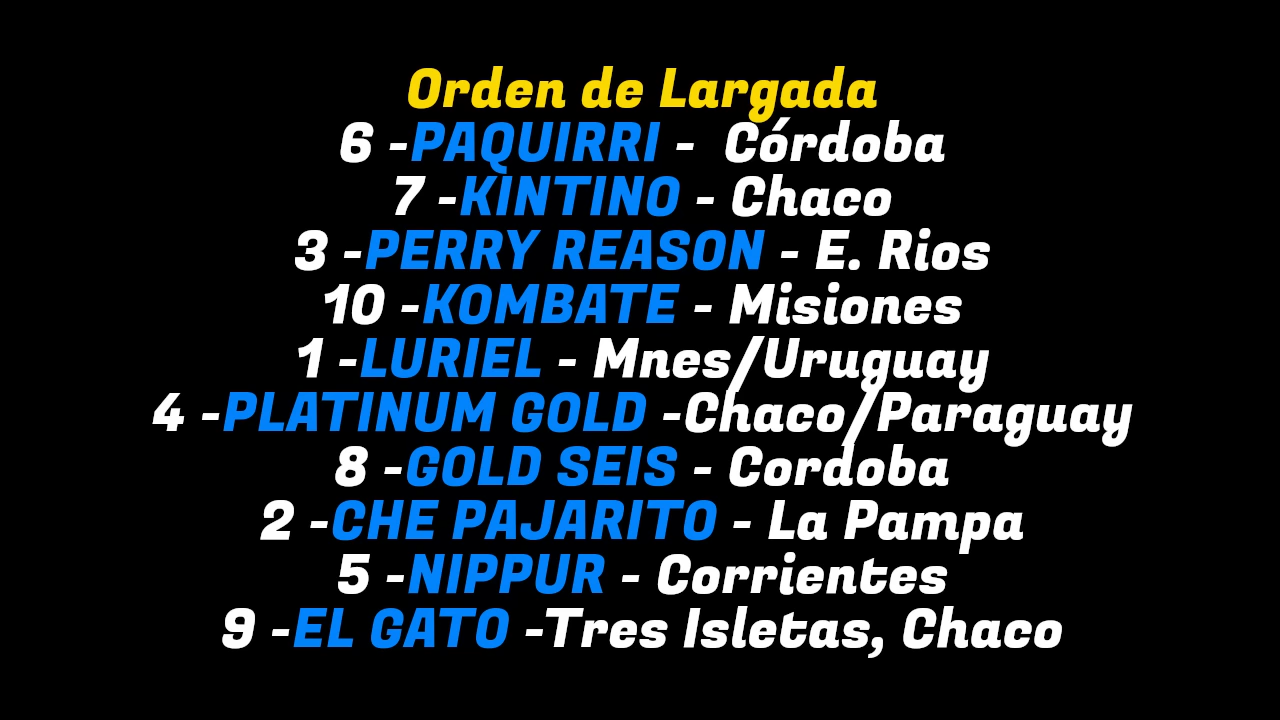 Orden de Largada
6 -PAQUIRRI - Córdoba
7 -KINTINO - Chaco
3 -PERRY REASON - E. Rios
10 -KOMBATE - Misiones
1 -LURIEL - Mnes/Uruguay
4 -PLATINUM GOLD -Chaco/Paraguay
8 -GOLD SEIS - Cordoba
2 -CHE PAJARITO - La Pampa
5 -NIPPUR - Corrientes
9 -EL GATO -Tres Isletas, Chaco